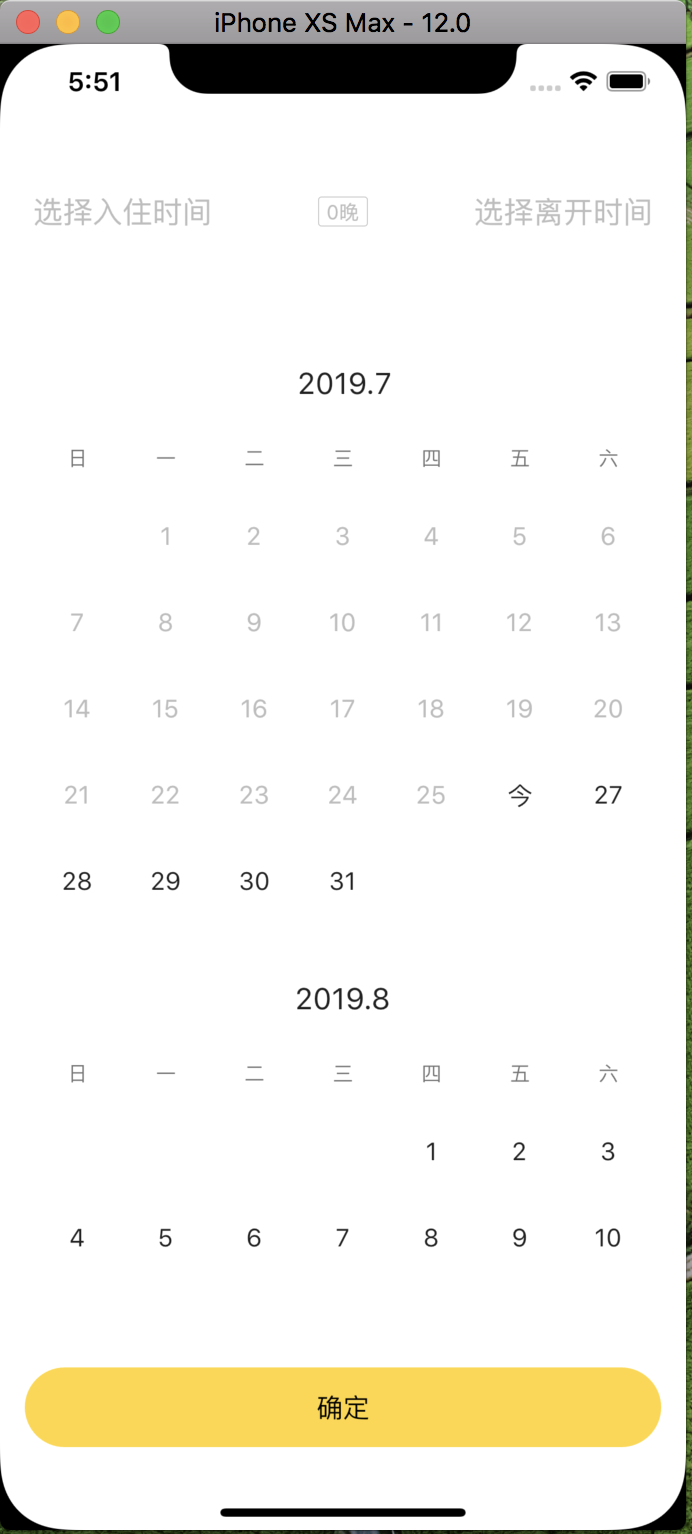 iPhone XS Max - 12.0
5:51
选择入住时间 0晚 选择离开时间
2019.7
日 一 二 三 四 五 六
1 2 3 4 5 6
7 8 9 10 11 12 13
14 15 16 17 18 19 20
21 22 23 24 25 今 27
28 29 30 31
2019.8
日 一 二 三 四 五 六
1 2 3
4 5 6 7 8 9 10
确定